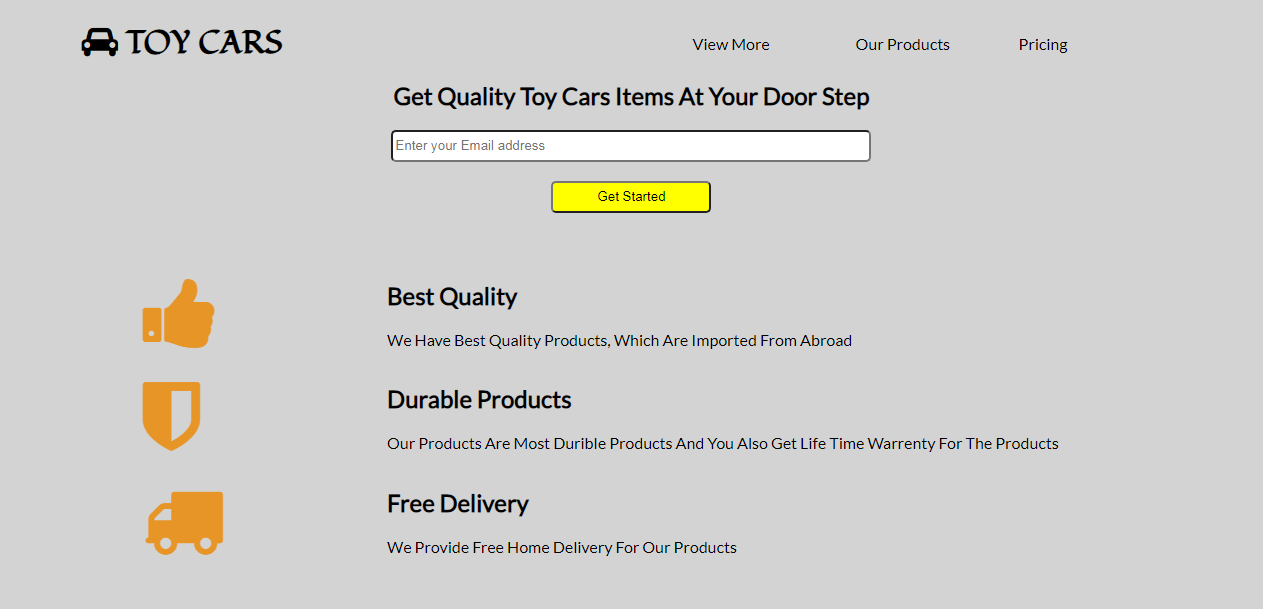 TOY CARS
View More
Our Products
Pricing
Get Quality Toy Cars Items At Your Door Step
Enter your Email address
Get Started
Best Quality
We Have Best Quality Products, Which Are Imported From Abroad
Durable Products
Our Products Are Most Durible Products And You Also Get Life Time Warrenty For The Products
Free Delivery
We Provide Free Home Delivery For Our Products